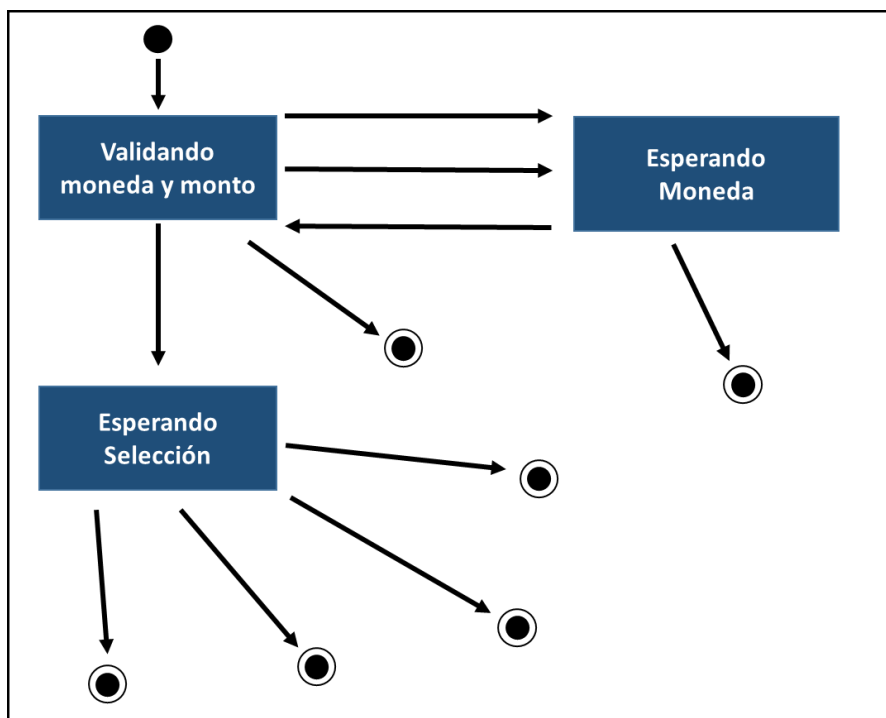 Validando
moneda y monto
Esperando
Moneda
Esperando
Selección